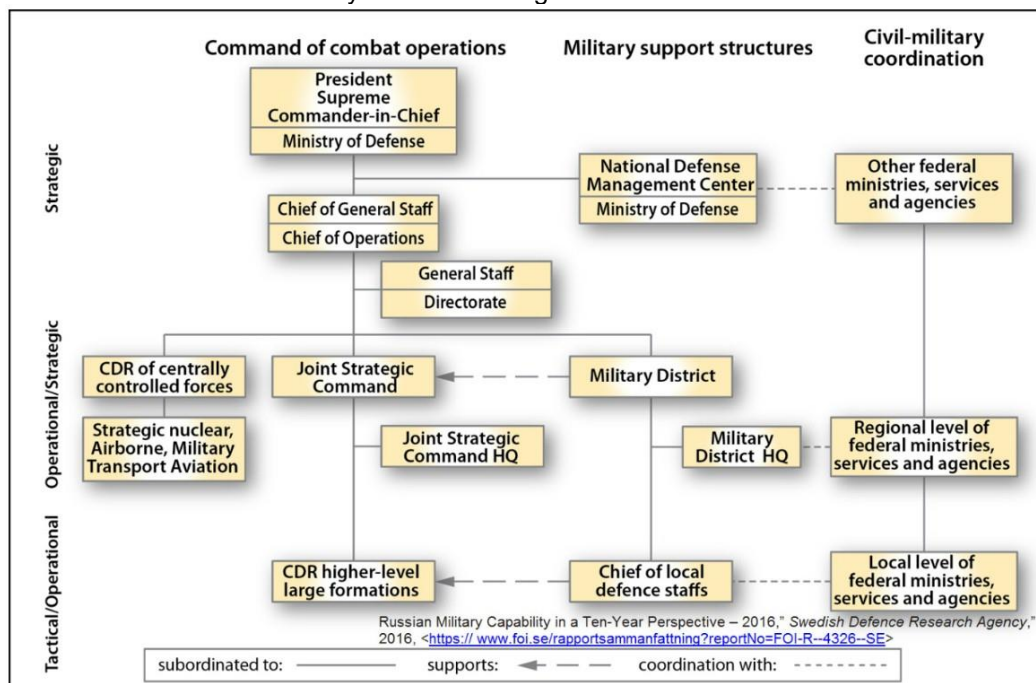 Command of combat operations
Military support structures
Civil-military
coordination
Strategic
President
Supreme
Commander-in-Chief
Ministry of Defense
National Defense
Management Center
Ministry of Defense
Other federal
ministries, services
and agencies
Chief of General Staff
Chief of Operations
General Staff
Directorate
Operational/Strategic
CDR of centrally
controlled forces
Joint Strategic
Command
Military District
Strategic nuclear,
Airborne, Military
Transport Aviation
Joint Strategic
Command HQ
Military
District HQ
Regional level of
federal ministries,
services and agencies
Tactical/Operational
CDR higher-level
large formations
Chief of local
defence staffs
Local level of
federal ministries,
services and agencies
Russian Military Capability in a Ten-Year Perspective – 2016,” Swedish Defence Research Agency,”
2016, <https:// www.foi.se/rapportsammanfattning?reportNo=FOI-R--4326--SE>
subordinated to:
supports:
coordination with: